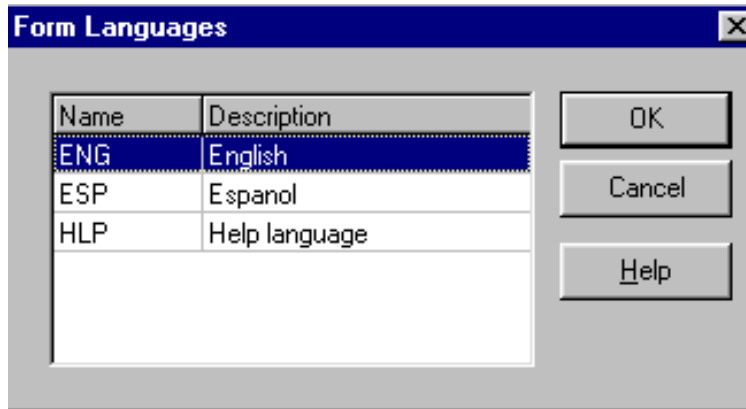 Form Languages
Name Description
ENG English
ESP Espanol
HLP Help language
OK
Cancel
Help